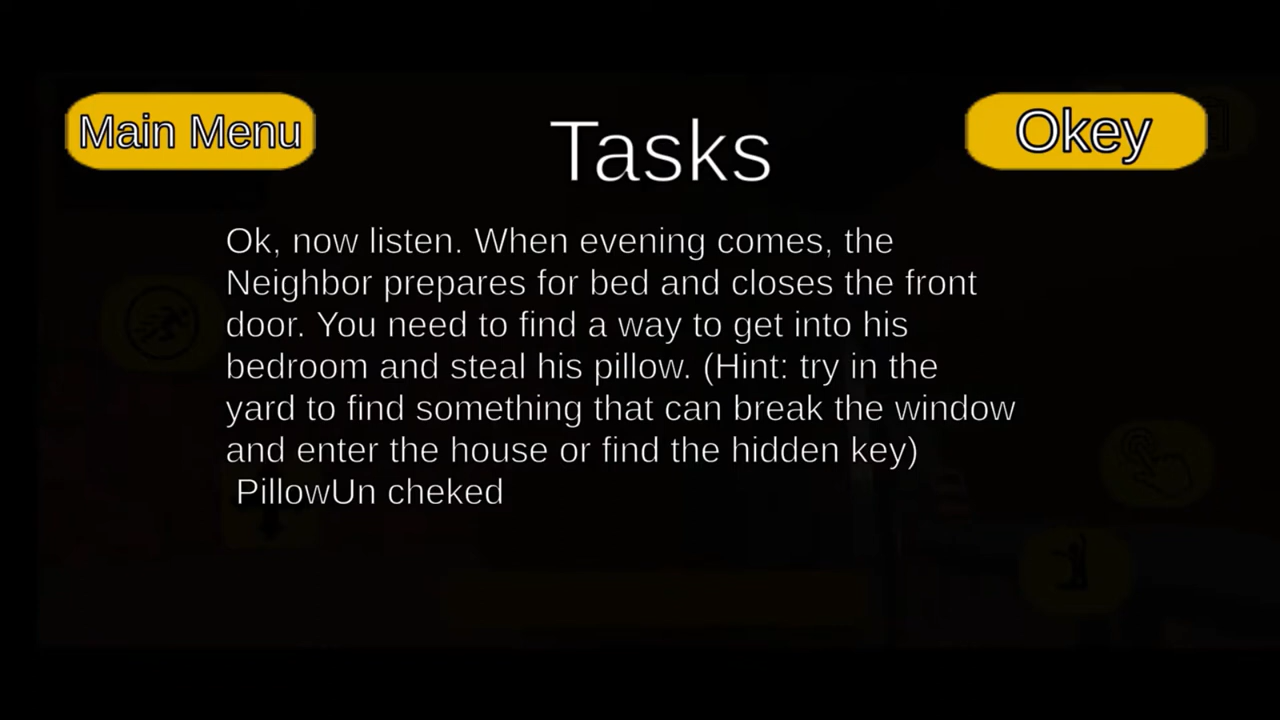 Main Menu
Tasks
Okey
Ok, now listen. When evening comes, the
Neighbor prepares for bed and closes the front
door. You need to find a way to get into his
bedroom and steal his pillow. (Hint: try in the
yard to find something that can break the window
and enter the house or find the hidden key)
PillowUn cheked